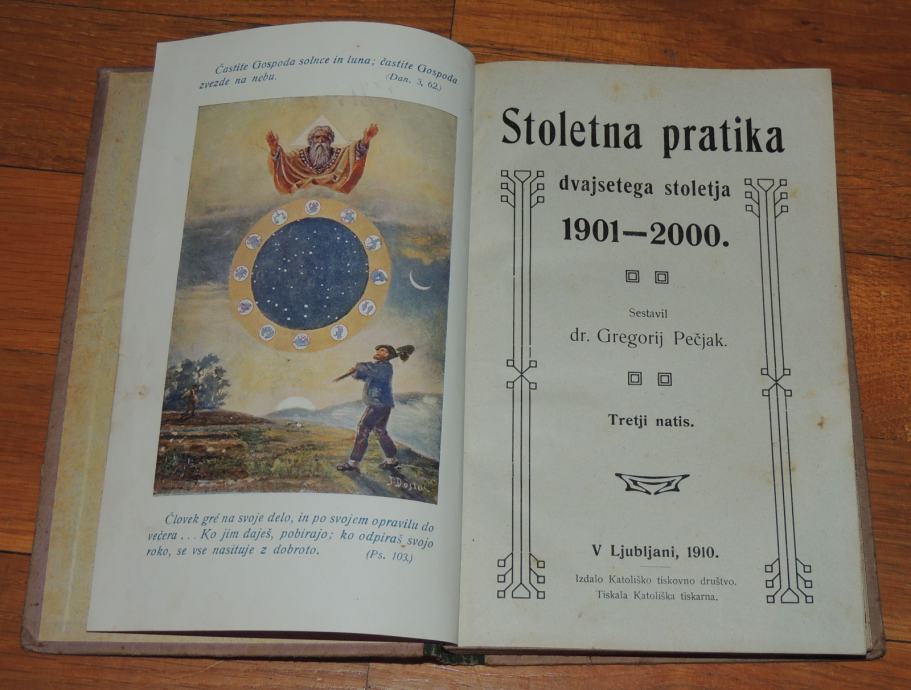 Častite Gospoda solnce in luna; častite Gospoda
zvezde na nebu. (Dan. 3, 62.)
Človek gré na svoje delo, in po svojem opravilu do
večera ... Ko jim daješ, pobirajo; ko odpiraš svojo
roko, se vse nasituje z dobroto. (Ps. 103.)
Stoletna pratika
dvajsetega stoletja
1901—2000.
Sestavil
dr. Gregorij Pečjak.
Tretji natis.
V Ljubljani, 1910.
Izdalo Katoliško tiskovno društvo.
Tiskala Katoliška tiskarna.